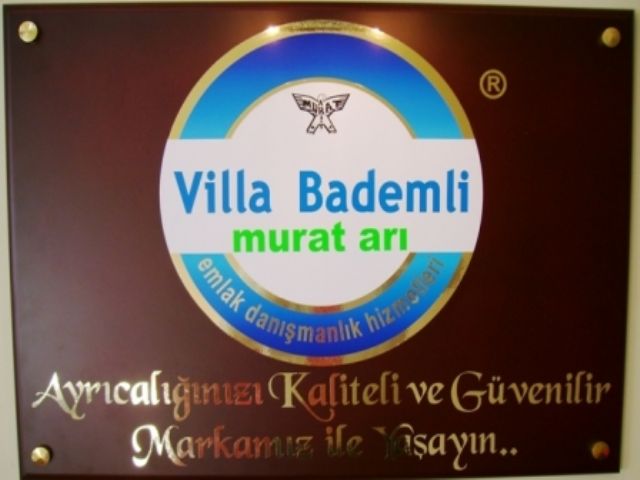 MURAT
®
Villa Bademli
murat arı
emlak danışmanlık hizmetleri
Ayrıcalığınızı Kaliteli ve Güvenilir
Markamız ile Yaşayın..